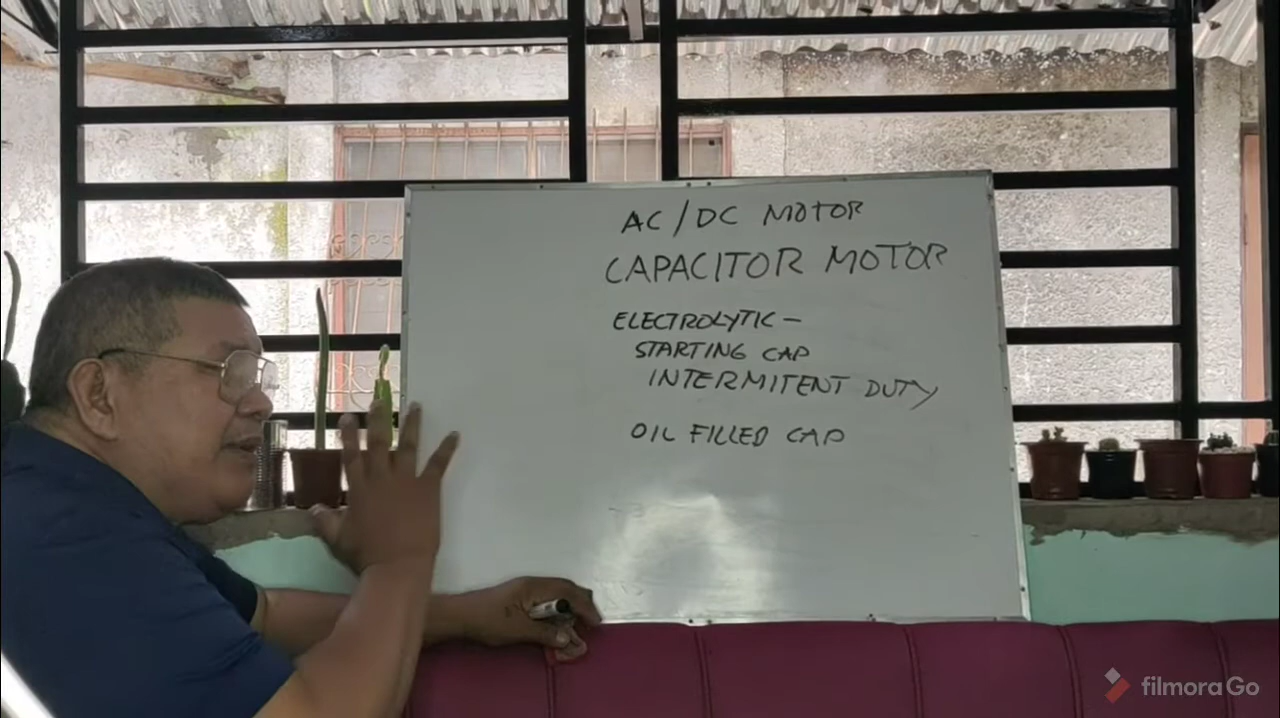 AC/DC MOTOR
CAPACITOR MOTOR
ELECTROLYTIC –
STARTING CAP
INTERMITENT DUTY
OIL FILLED CAP
filmoraGo